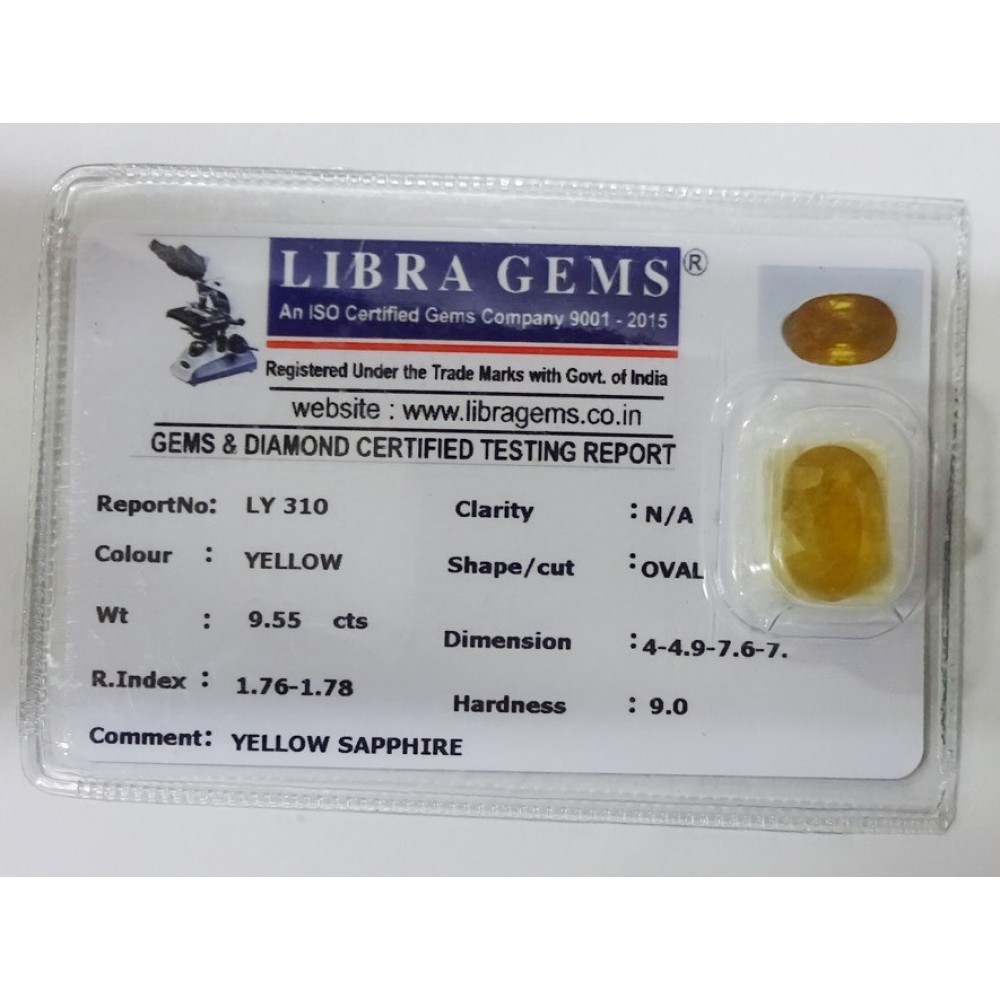 LIBRA GEMS ®
An ISO Certified Gems Company 9001 - 2015
Registered Under the Trade Marks with Govt. of India
website : www.libragems.co.in
GEMS & DIAMOND CERTIFIED TESTING REPORT
ReportNo: LY 310
Clarity : N/A
Colour : YELLOW
Shape/cut : OVAL
Wt : 9.55 cts
Dimension : 4-4.9-7.6-7.
R.Index : 1.76-1.78
Hardness : 9.0
Comment: YELLOW SAPPHIRE